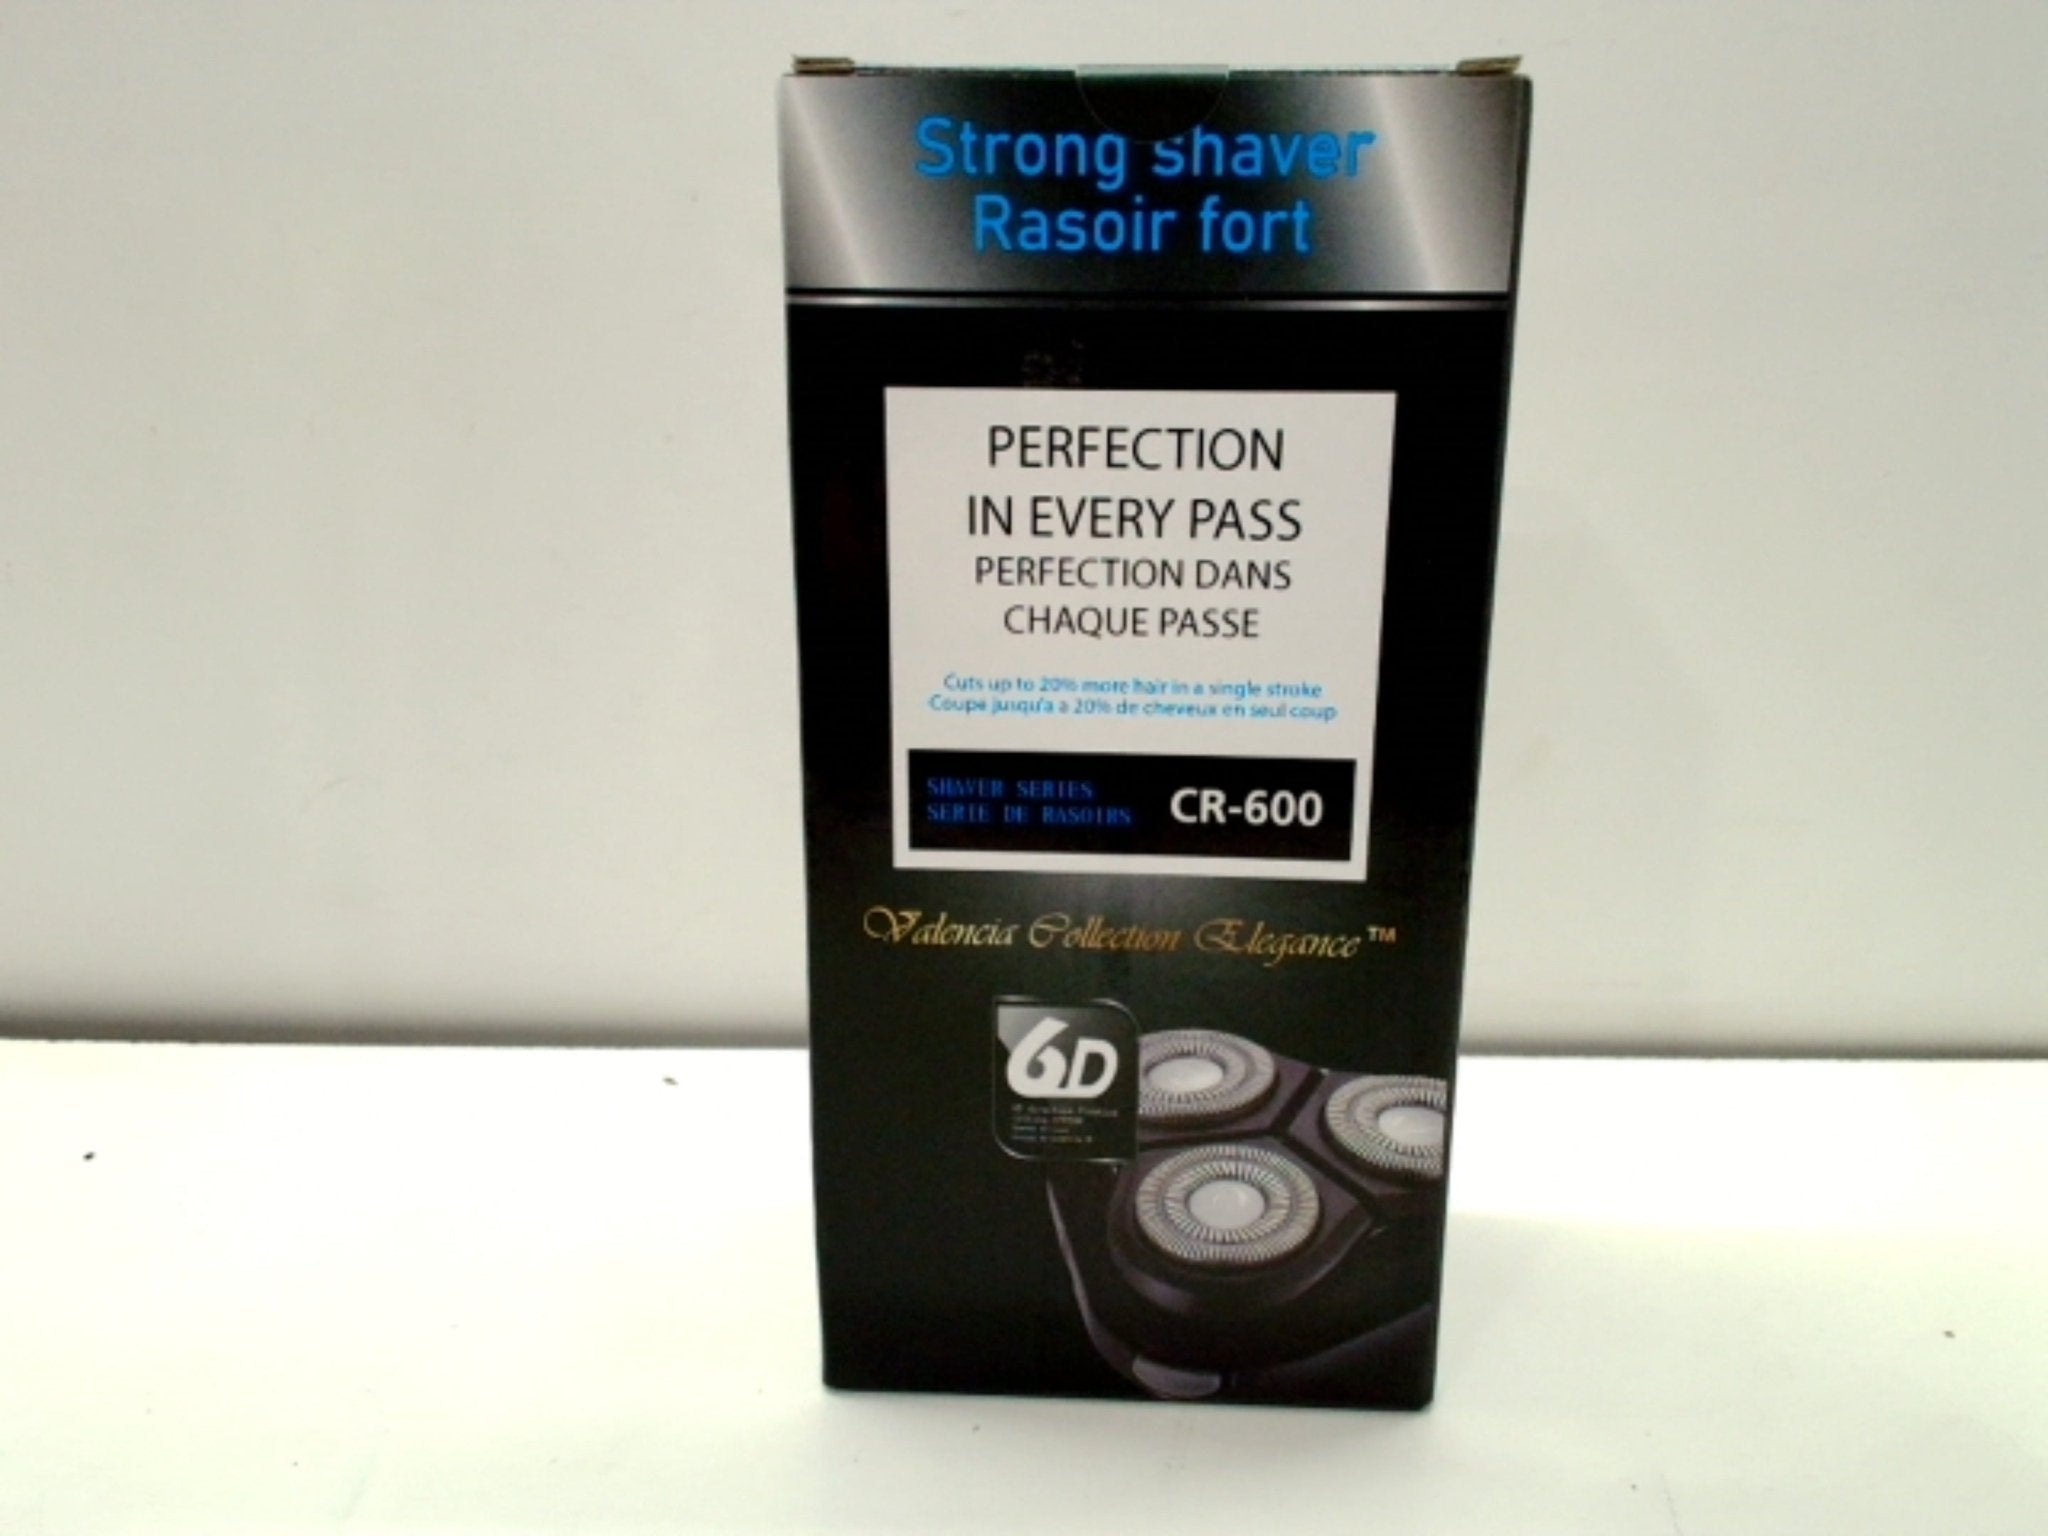 Strong shaver
Rasoir fort
PERFECTION
IN EVERY PASS
PERFECTION DANS
CHAQUE PASSE
Cuts up to 20% more hair in a single stroke
Coupe jusqu'a a 20% de cheveux en seul coup
SHAVER SERIES
SERIE DE RASOIRS
CR-600
Valencia Collection Elegance™
6D